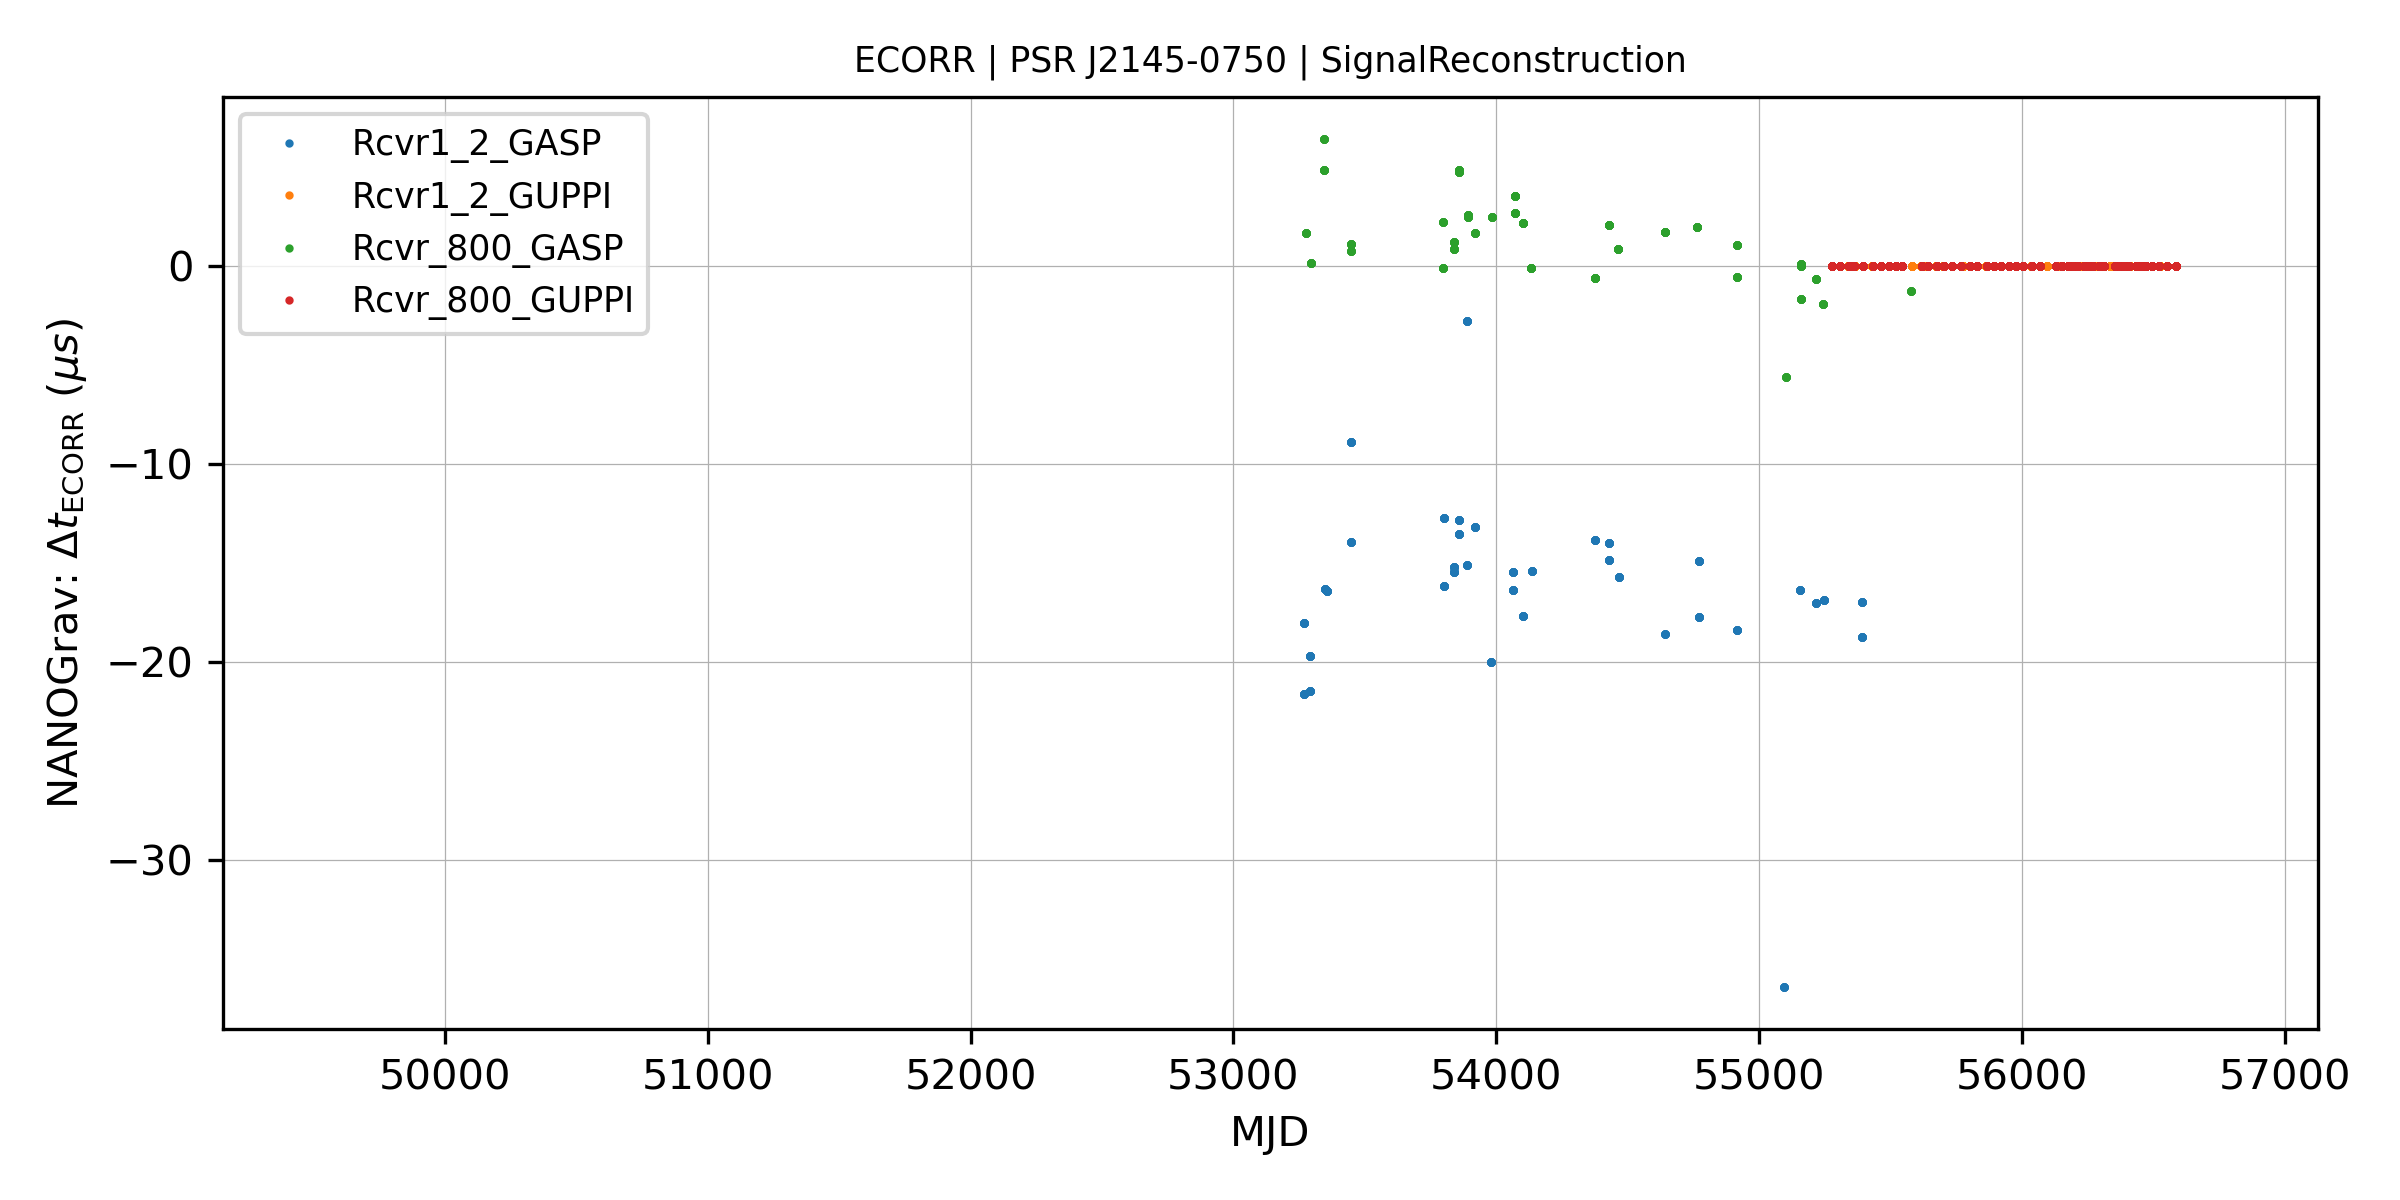 ECORR | PSR J2145-0750 | SignalReconstruction
Rcvr1_2_GASP
Rcvr1_2_GUPPI
Rcvr_800_GASP
Rcvr_800_GUPPI
NANOGrav: Δt_ECORR (μs)
0
−10
−20
−30
50000 51000 52000 53000 54000 55000 56000 57000
MJD